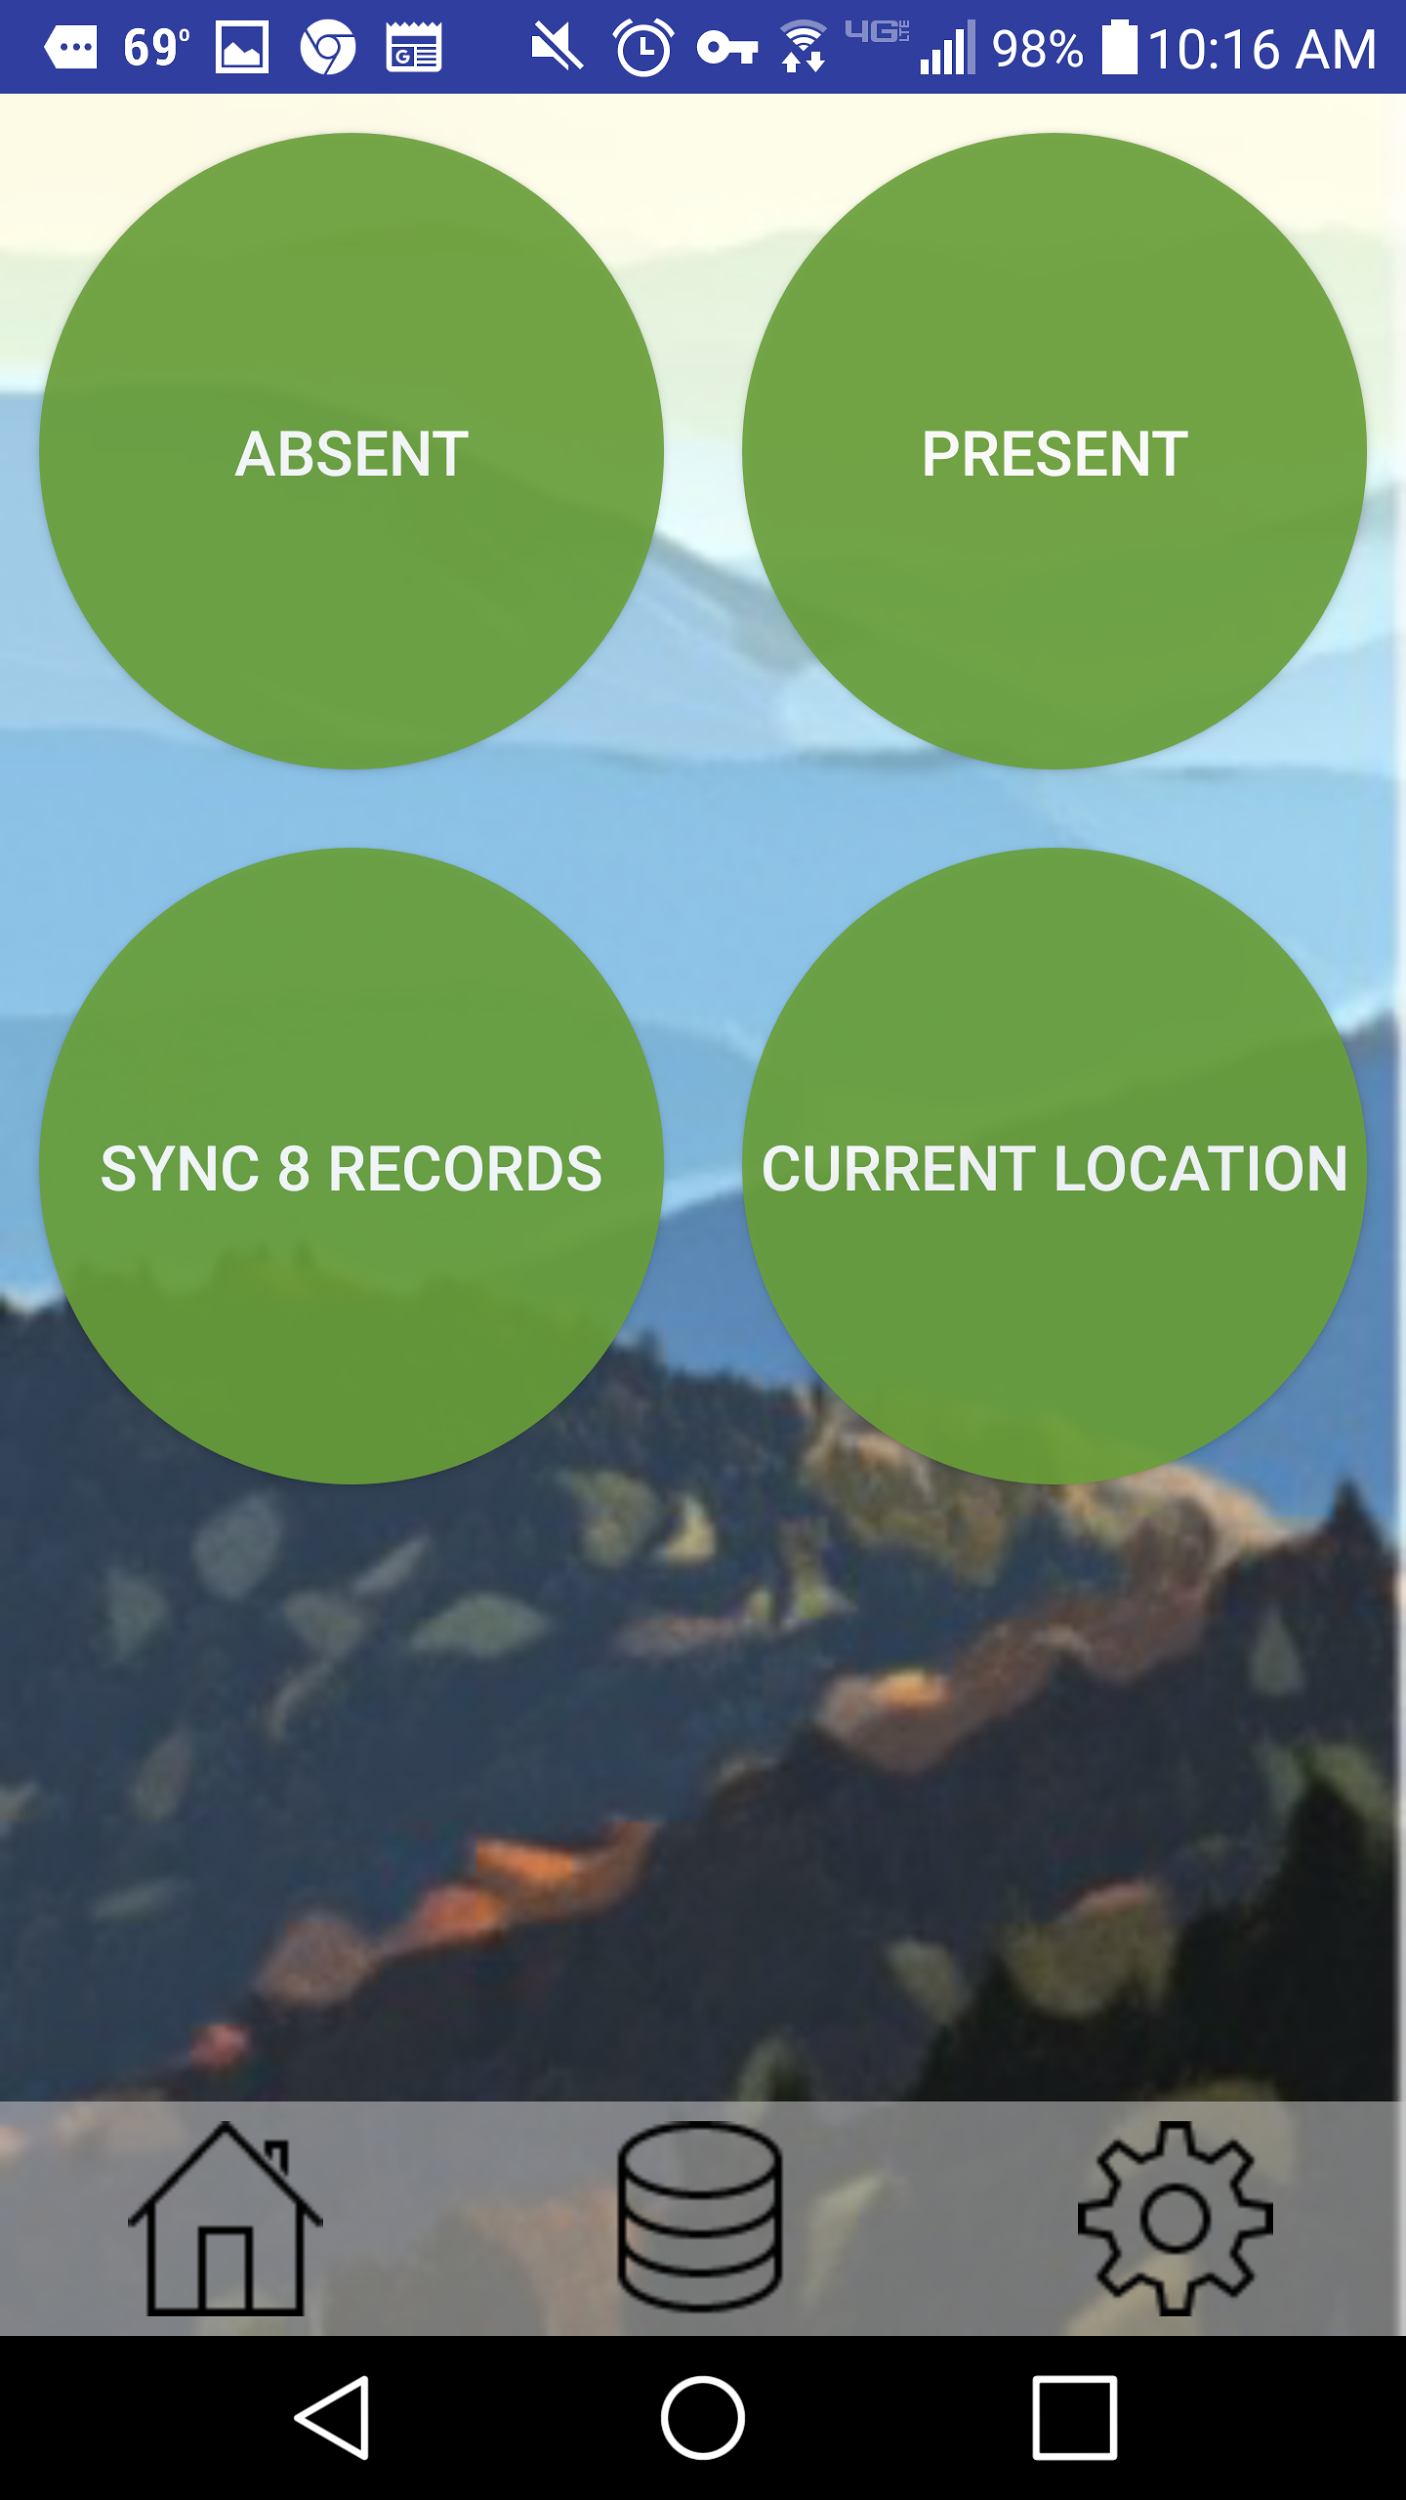 69° 4G LTE 98% 10:16 AM
ABSENT PRESENT
SYNC 8 RECORDS CURRENT LOCATION